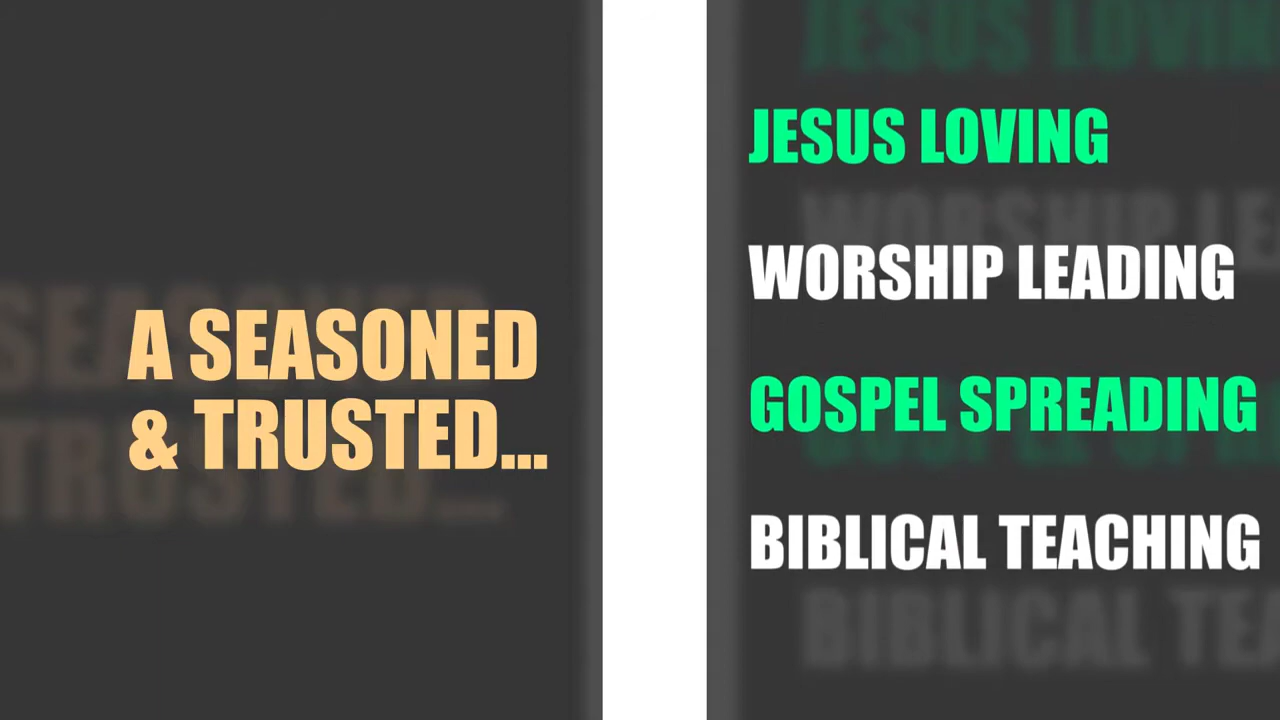 A SEASONED
& TRUSTED...
JESUS LOVING
WORSHIP LEADING
GOSPEL SPREADING
BIBLICAL TEACHING